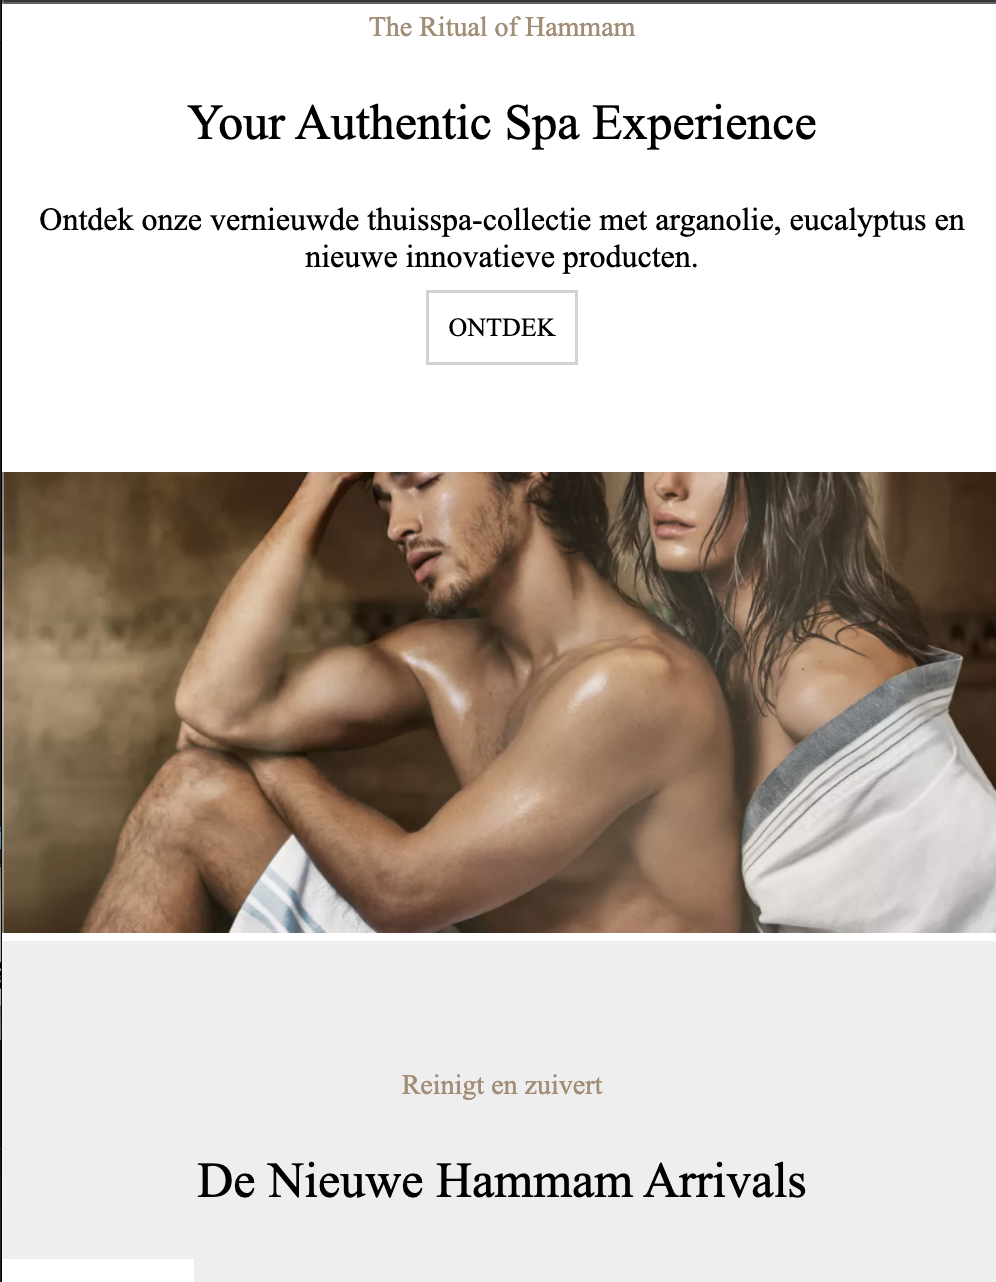 The Ritual of Hammam
Your Authentic Spa Experience
Ontdek onze vernieuwde thuisspa-collectie met arganolie, eucalyptus en
nieuwe innovatieve producten.
ONTDEK
Reinigt en zuivert
De Nieuwe Hammam Arrivals